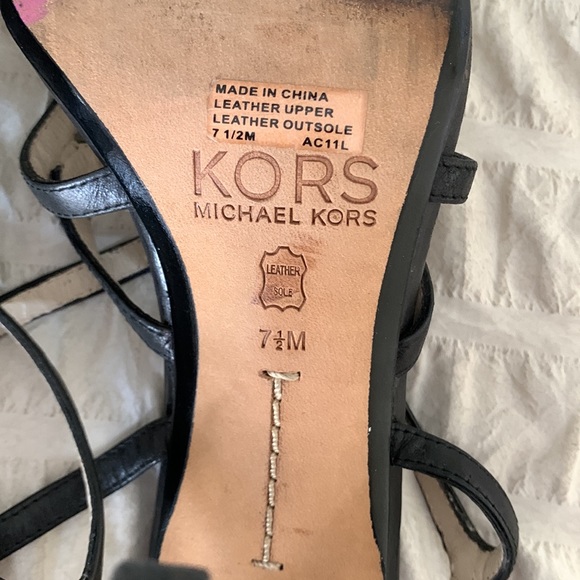 MADE IN CHINA
LEATHER UPPER
LEATHER OUTSOLE
7 1/2M AC11L
KORS
MICHAEL KORS
LEATHER
SOLE
7½M